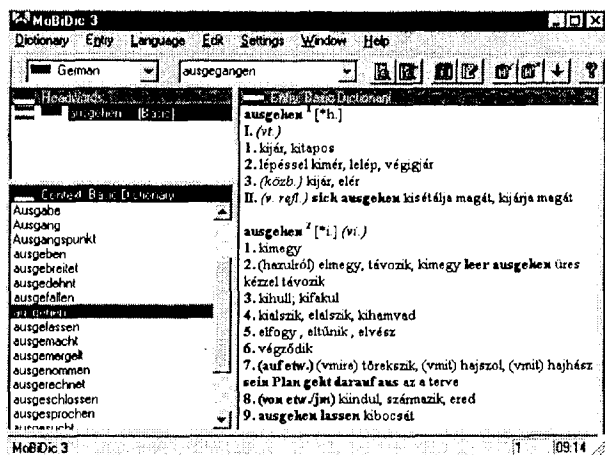 MoBiDic 3
Dictionary Entry Language Edit Settings Window Help
German ausgegangen
Headwords
ausgehen [Basic]
Context: Basic Dictionary
Ausgabe
Ausgang
Ausgangspunkt
ausgeben
ausgebreitet
ausgedehnt
ausgefallen
ausgehen
ausgelassen
ausgemacht
ausgemergelt
ausgenommen
ausgerechnet
ausgeschlossen
ausgesprochen
ausgesucht
Entry: Basic Dictionary
ausgehen 1 [*h.]
I. (vt.)
1. kijár, kitapos
2. lépéssel kimér, lelép, végigjár
3. (közb.) kijár, elér
II. (v. refl.) sich ausgehen kisétálja magát, kijárja magát
ausgehen 2 [*i.] (vi.)
1. kimegy
2. (hazulról) elmegy, távozik, kimegy leer ausgehen üres
kézzel távozik
3. kihull; kifakul
4. kialszik, elalszik, kihamvad
5. elfogy, eltűnik, elvész
6. végződik
7. (auf etw.) (vmire) törekszik, (vmit) hajszol, (vmit) hajhász
sein Plan geht darauf aus az a terve
8. (von etw./jm) kiindul, származik, ered
9. ausgehen lassen kibocsát
MoBiDic 3 1 09:14